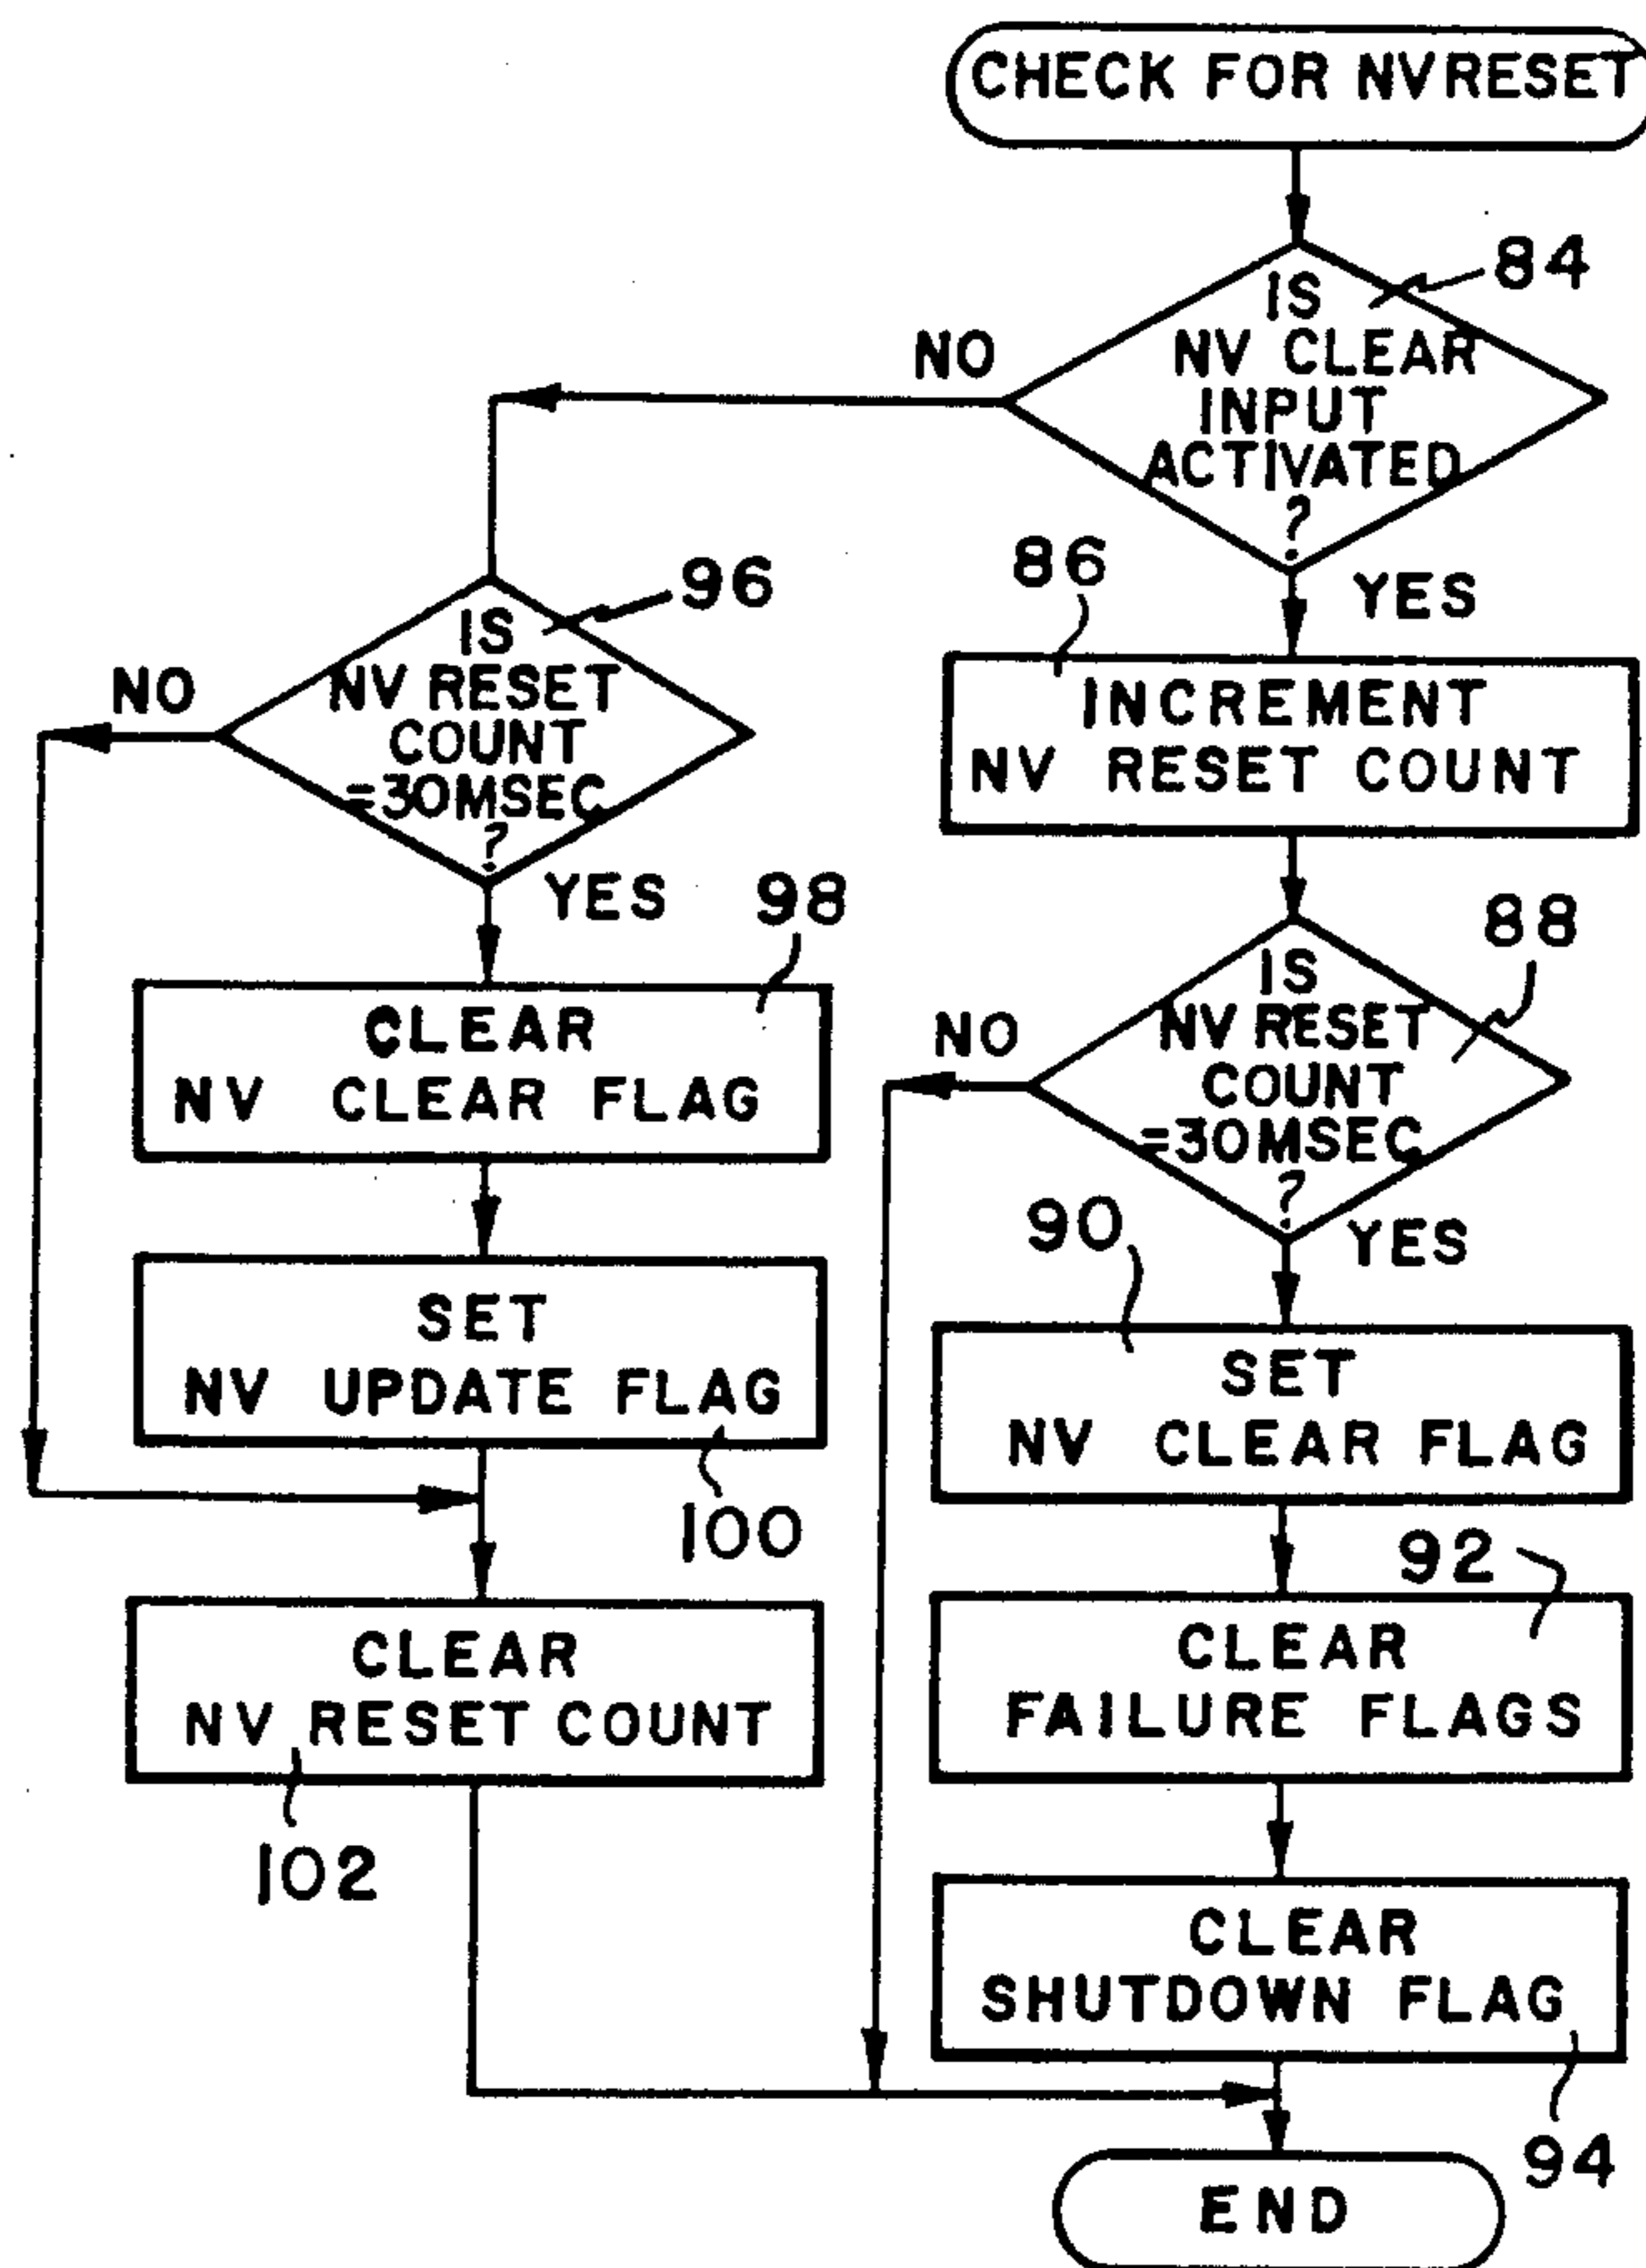 CHECK FOR NVRESET
84
IS
NV CLEAR
INPUT
ACTIVATED
?
NO
YES
86
INCREMENT
NV RESET COUNT
88
IS
NV RESET
COUNT
=30MSEC
?
NO
YES
90
SET
NV CLEAR FLAG
92
CLEAR
FAILURE FLAGS
CLEAR
SHUTDOWN FLAG
94
96
IS
NV RESET
COUNT
=30MSEC
?
NO
YES
98
CLEAR
NV CLEAR FLAG
SET
NV UPDATE FLAG
100
CLEAR
NV RESET COUNT
102
END